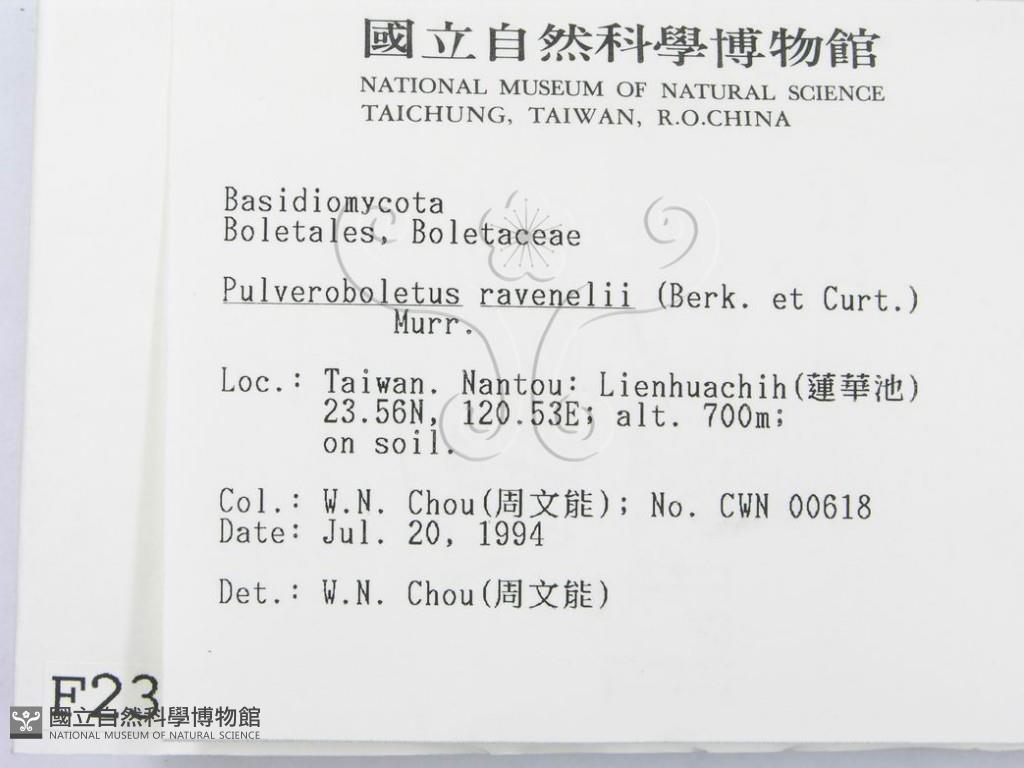 國立自然科學博物館
NATIONAL MUSEUM OF NATURAL SCIENCE
TAICHUNG, TAIWAN, R.O.CHINA
Basidiomycota
Boletales, Boletaceae
Pulveroboletus ravenelii (Berk. et Curt.)
Murr.
Loc.: Taiwan. Nantou: Lienhuachih(蓮華池)
23.56N, 120.53E; alt. 700m;
on soil.
Col.: W.N. Chou(周文能); No. CWN 00618
Date: Jul. 20, 1994
Det.: W.N. Chou(周文能)
F23
國立自然科學博物館
NATIONAL MUSEUM OF NATURAL SCIENCE